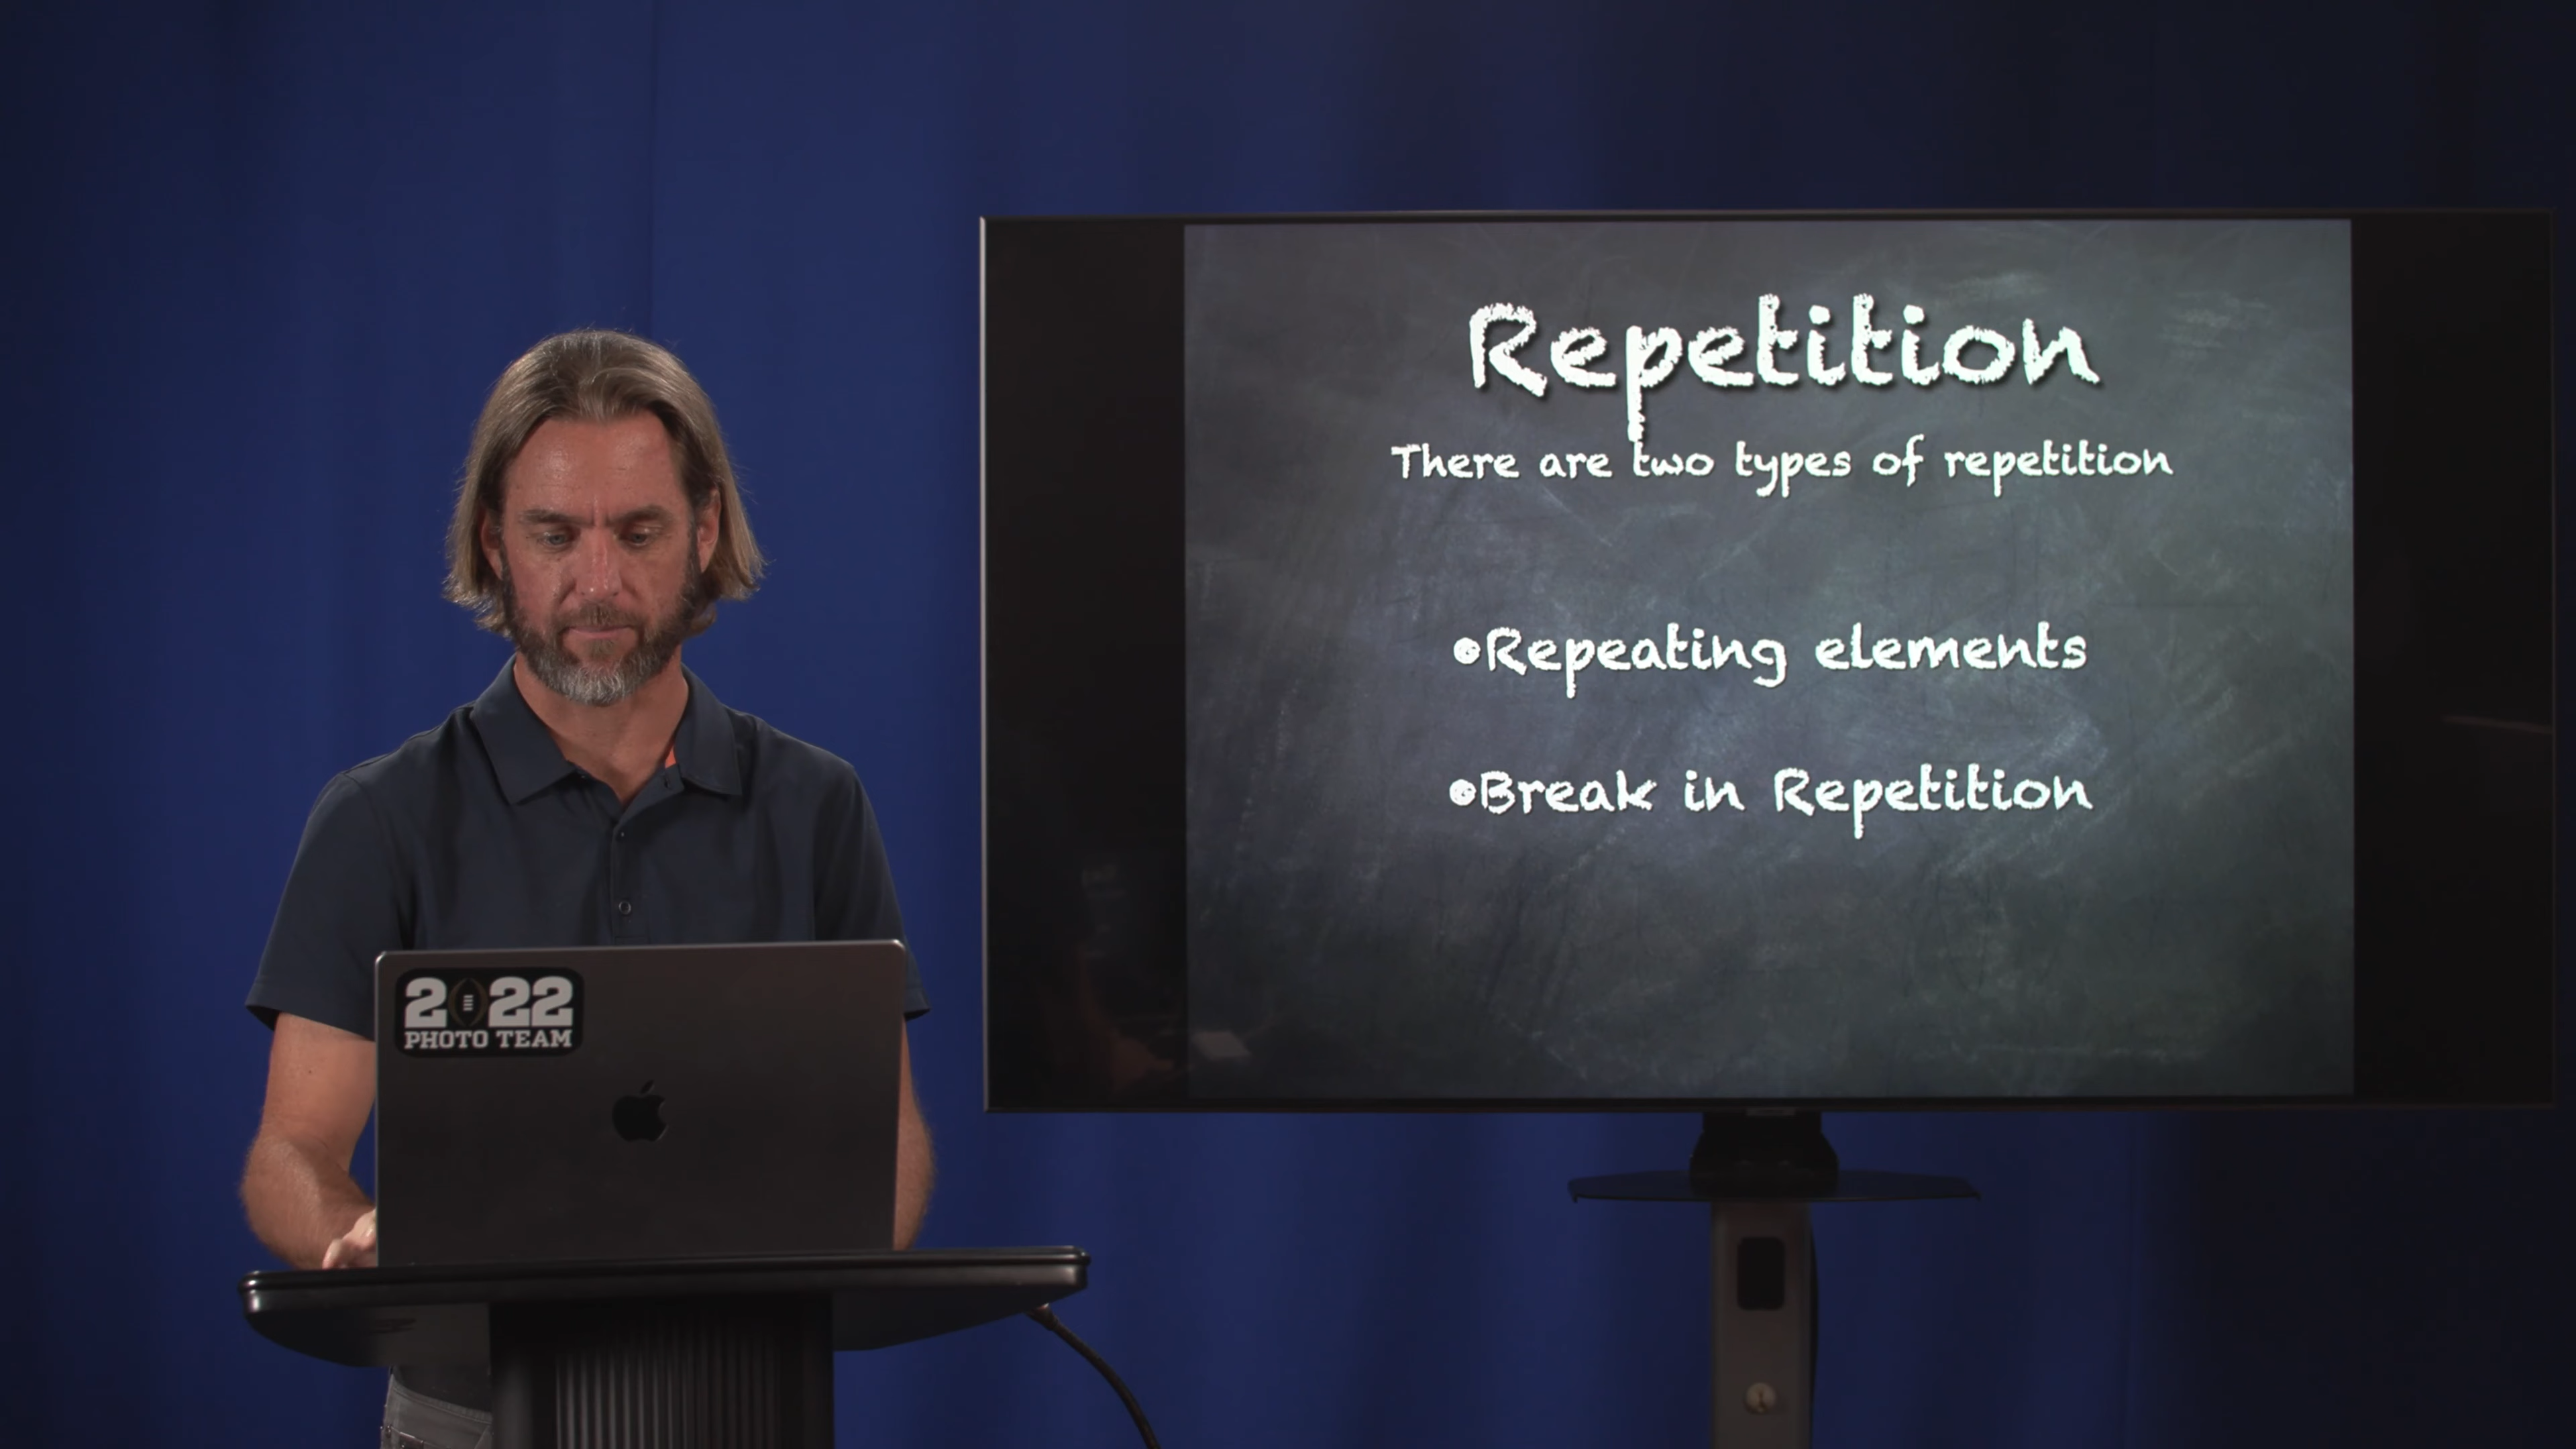 Repetition
There are two types of repetition
•Repeating elements
•Break in Repetition
2022
PHOTO TEAM